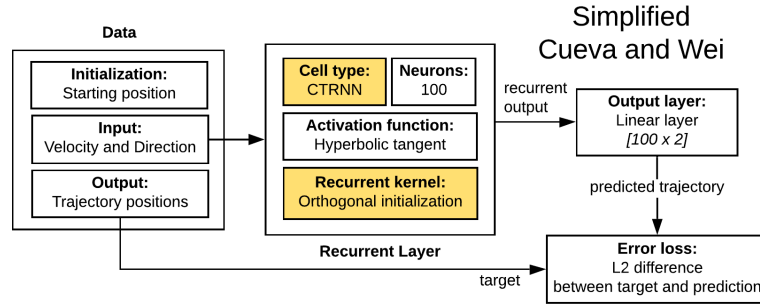 Simplified
Cueva and Wei
Data
Initialization:
Starting position
Input:
Velocity and Direction
Output:
Trajectory positions
Cell type:
CTRNN
Neurons:
100
Activation function:
Hyperbolic tangent
Recurrent kernel:
Orthogonal initialization
Recurrent Layer
recurrent
output
Output layer:
Linear layer
[100 x 2]
predicted trajectory
target
Error loss:
L2 difference
between target and prediction